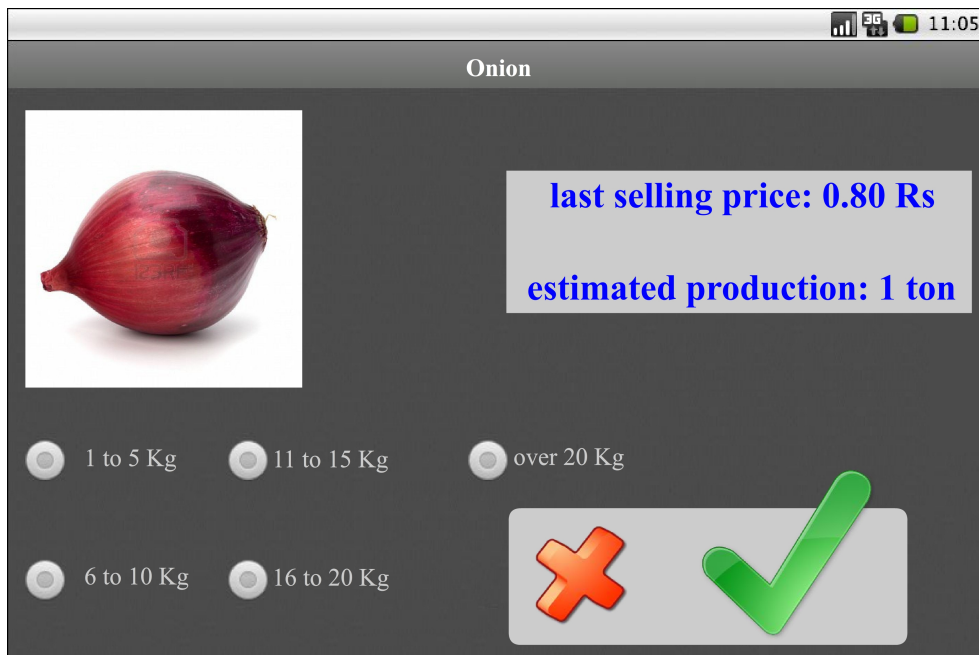 3G 11:05
Onion
last selling price: 0.80 Rs
estimated production: 1 ton
1 to 5 Kg
11 to 15 Kg
over 20 Kg
6 to 10 Kg
16 to 20 Kg